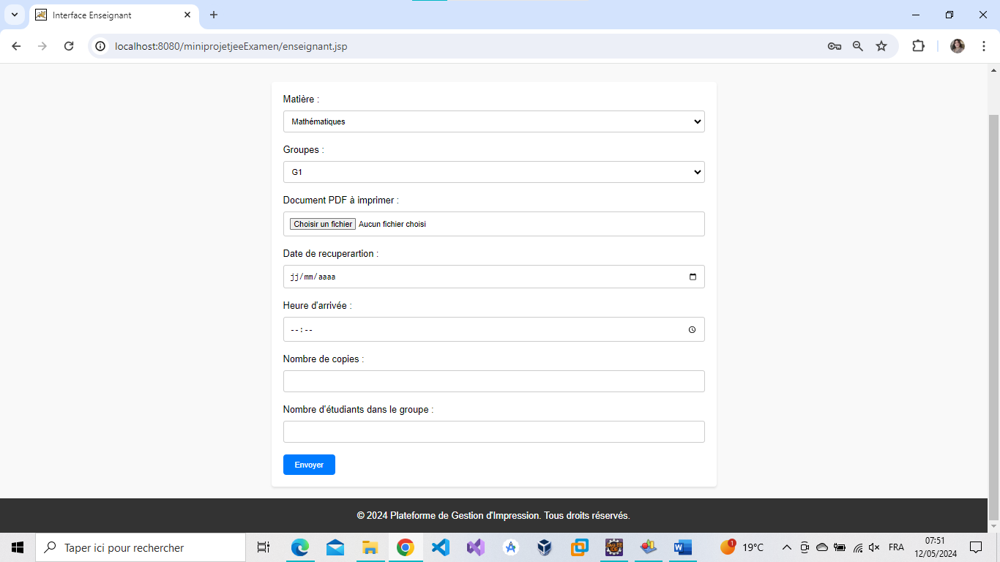 Interface Enseignant
localhost:8080/miniprojetjeeExamen/enseignant.jsp
Matière :
Mathématiques
Groupes :
G1
Document PDF à imprimer :
Choisir un fichier Aucun fichier choisi
Date de recuperartion :
jj/mm/aaaa
Heure d'arrivée :
--:--
Nombre de copies :
Nombre d'étudiants dans le groupe :
Envoyer
© 2024 Plateforme de Gestion d'Impression. Tous droits réservés.
Taper ici pour rechercher
1
19°C
FRA
07:51
12/05/2024